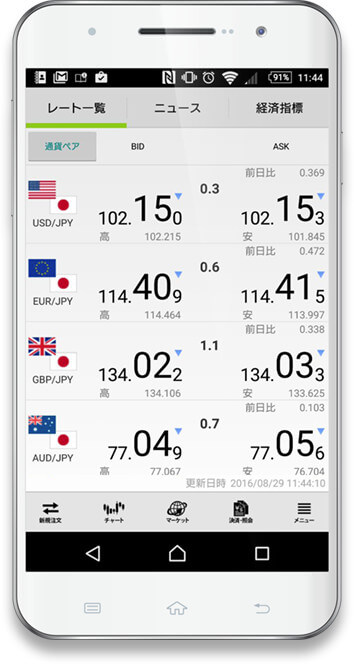 91% 11:44
レート一覧 ニュース 経済指標
通貨ペア BID ASK
前日比 0.369
USD/JPY 102.150 0.3 102.153
高 102.215 安 101.845
前日比 0.472
EUR/JPY 114.409 0.6 114.415
高 114.464 安 113.997
前日比 0.338
GBP/JPY 134.022 1.1 134.033
高 134.106 安 133.625
前日比 0.103
AUD/JPY 77.049 0.7 77.056
高 77.067 安 76.704
更新日時 2016/08/29 11:44:10
新規注文 チャート マーケット 決済・照会 メニュー